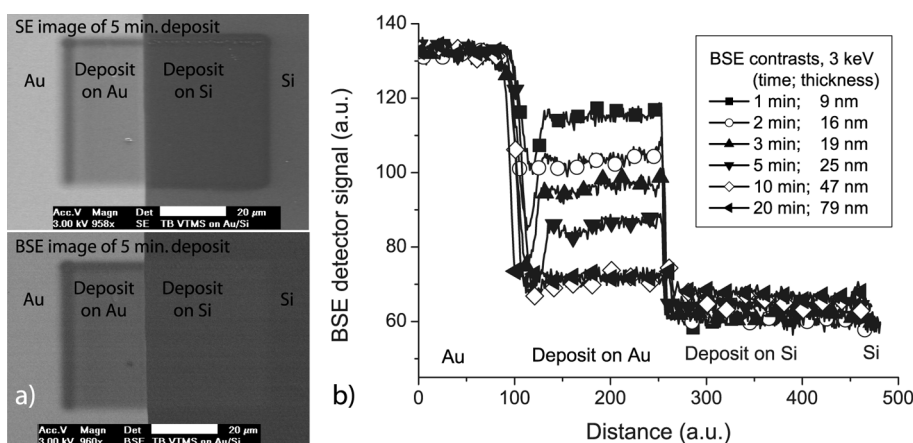 SE image of 5 min. deposit
Au
Deposit
on Au
Deposit
on Si
Si
Acc.V Magn Det 20 µm
3.00 kV 958x SE TB VTMS on Au/Si
BSE image of 5 min. deposit
Au
Deposit
on Au
Deposit
on Si
Si
a)
Acc.V Magn Det 20 µm
3.00 kV 960x BSE TB VTMS on Au/Si
b)
BSE detector signal (a.u.)
140
120
100
80
60
BSE contrasts, 3 keV
(time; thickness)
1 min; 9 nm
2 min; 16 nm
3 min; 19 nm
5 min; 25 nm
10 min; 47 nm
20 min; 79 nm
Au
Deposit on Au
Deposit on Si
Si
0 100 200 300 400 500
Distance (a.u.)